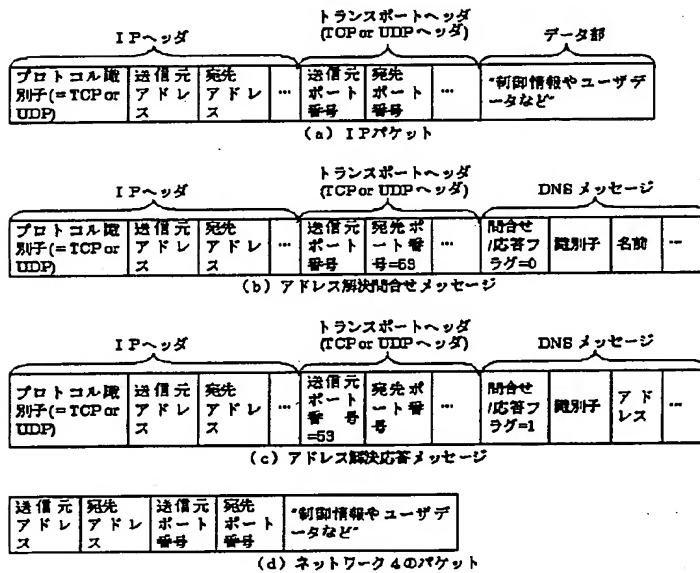 IPヘッダ
トランスポートヘッダ
(TCP or UDPヘッダ)
データ部
プロトコル識別子(=TCP or UDP)
送信元アドレス
宛先アドレス
…
送信元ポート番号
宛先ポート番号
…
"制御情報やユーザデータなど"
(a) IPパケット
IPヘッダ
トランスポートヘッダ
(TCP or UDPヘッダ)
DNSメッセージ
プロトコル識別子(=TCP or UDP)
送信元アドレス
宛先アドレス
…
送信元ポート番号
宛先ポート番号=53
…
問合せ/応答フラグ=0
識別子
名前
…
(b) アドレス解決問合せメッセージ
IPヘッダ
トランスポートヘッダ
(TCP or UDPヘッダ)
DNSメッセージ
プロトコル識別子(=TCP or UDP)
送信元アドレス
宛先アドレス
…
送信元ポート番号=53
宛先ポート番号
…
問合せ/応答フラグ=1
識別子
アドレス
…
(c) アドレス解決応答メッセージ
送信元アドレス
宛先アドレス
送信元ポート番号
宛先ポート番号
"制御情報やユーザデータなど"
(d) ネットワーク4のパケット